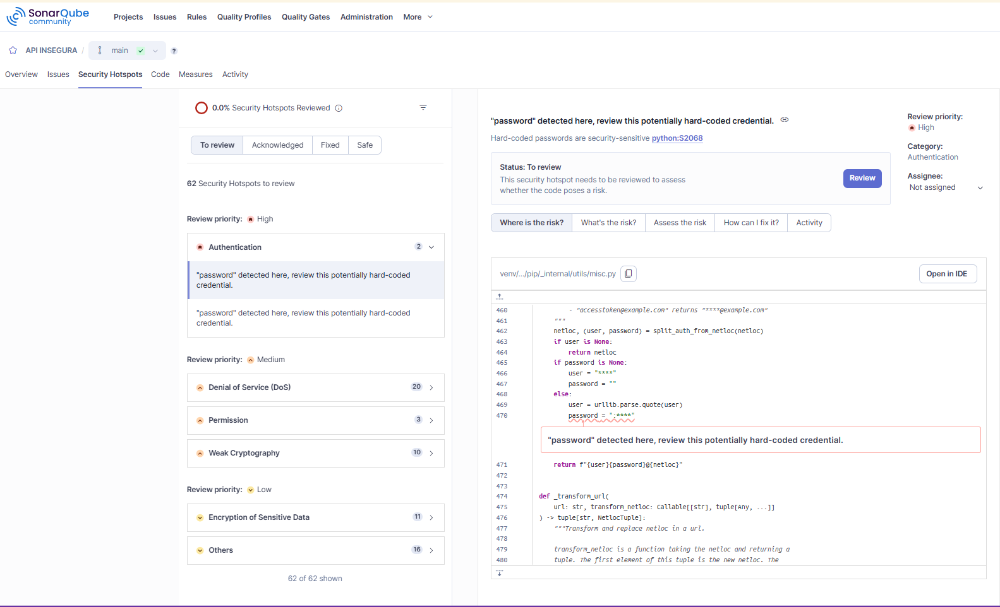 SonarQube
community
Projects
Issues
Rules
Quality Profiles
Quality Gates
Administration
More
API INSEGURA
/
main
?
Overview
Issues
Security Hotspots
Code
Measures
Activity
0.0% Security Hotspots Reviewed
To review
Acknowledged
Fixed
Safe
62 Security Hotspots to review
Review priority: High
Authentication
2
"password" detected here, review this potentially hard-coded
credential.
"password" detected here, review this potentially hard-coded
credential.
Review priority: Medium
Denial of Service (DoS)
20
Permission
3
Weak Cryptography
10
Review priority: Low
Encryption of Sensitive Data
11
Others
16
62 of 62 shown
"password" detected here, review this potentially hard-coded credential.
Hard-coded passwords are security-sensitive python:S2068
Status: To review
This security hotspot needs to be reviewed to assess
whether the code poses a risk.
Review
Review priority:
High
Category:
Authentication
Assignee:
Not assigned
Where is the risk?
What's the risk?
Assess the risk
How can I fix it?
Activity
venv/.../pip/_internal/utils/misc.py
Open in IDE
460 - "accesstoken@example.com" returns "****@example.com"
461 """
462 netloc, (user, password) = split_auth_from_netloc(netloc)
463 if user is None:
464 return netloc
465 if password is None:
466 user = "****"
467 password = ""
468 else:
469 user = urllib.parse.quote(user)
470 password = ":****"
"password" detected here, review this potentially hard-coded credential.
471 return f"{user}{password}@{netloc}"
472
473
474 def _transform_url(
475 url: str, transform_netloc: Callable[[str], tuple[Any, ...]]
476 ) -> tuple[str, NetlocTuple]:
477 """Transform and replace netloc in a url.
478
479 transform_netloc is a function taking the netloc and returning a
480 tuple. The first element of this tuple is the new netloc. The